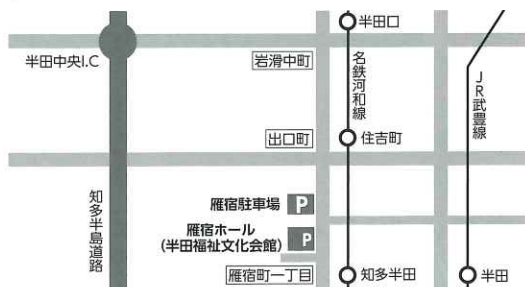 半田口
半田中央I.C
岩滑中町
名鉄河和線
JR武豊線
出口町
住吉町
知多半島道路
雁宿駐車場 P
雁宿ホール
(半田福祉文化会館) P
雁宿町一丁目
知多半田
半田